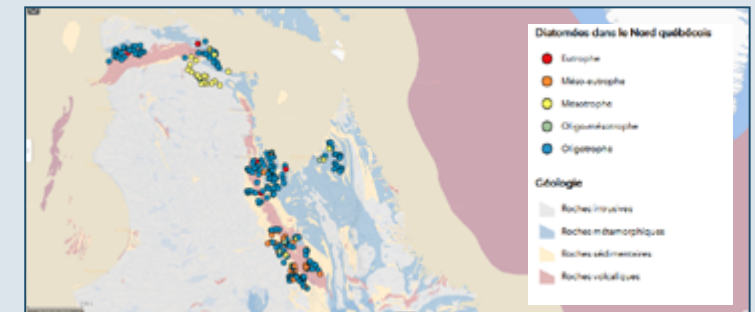 Diatomées dans le Nord québécois
Eutrophe
Méso-eutrophe
Mésotrophe
Oligomésotrophe
Oligotrophe
Géologie
Roches intrusives
Roches métamorphiques
Roches sédimentaires
Roches volcaniques